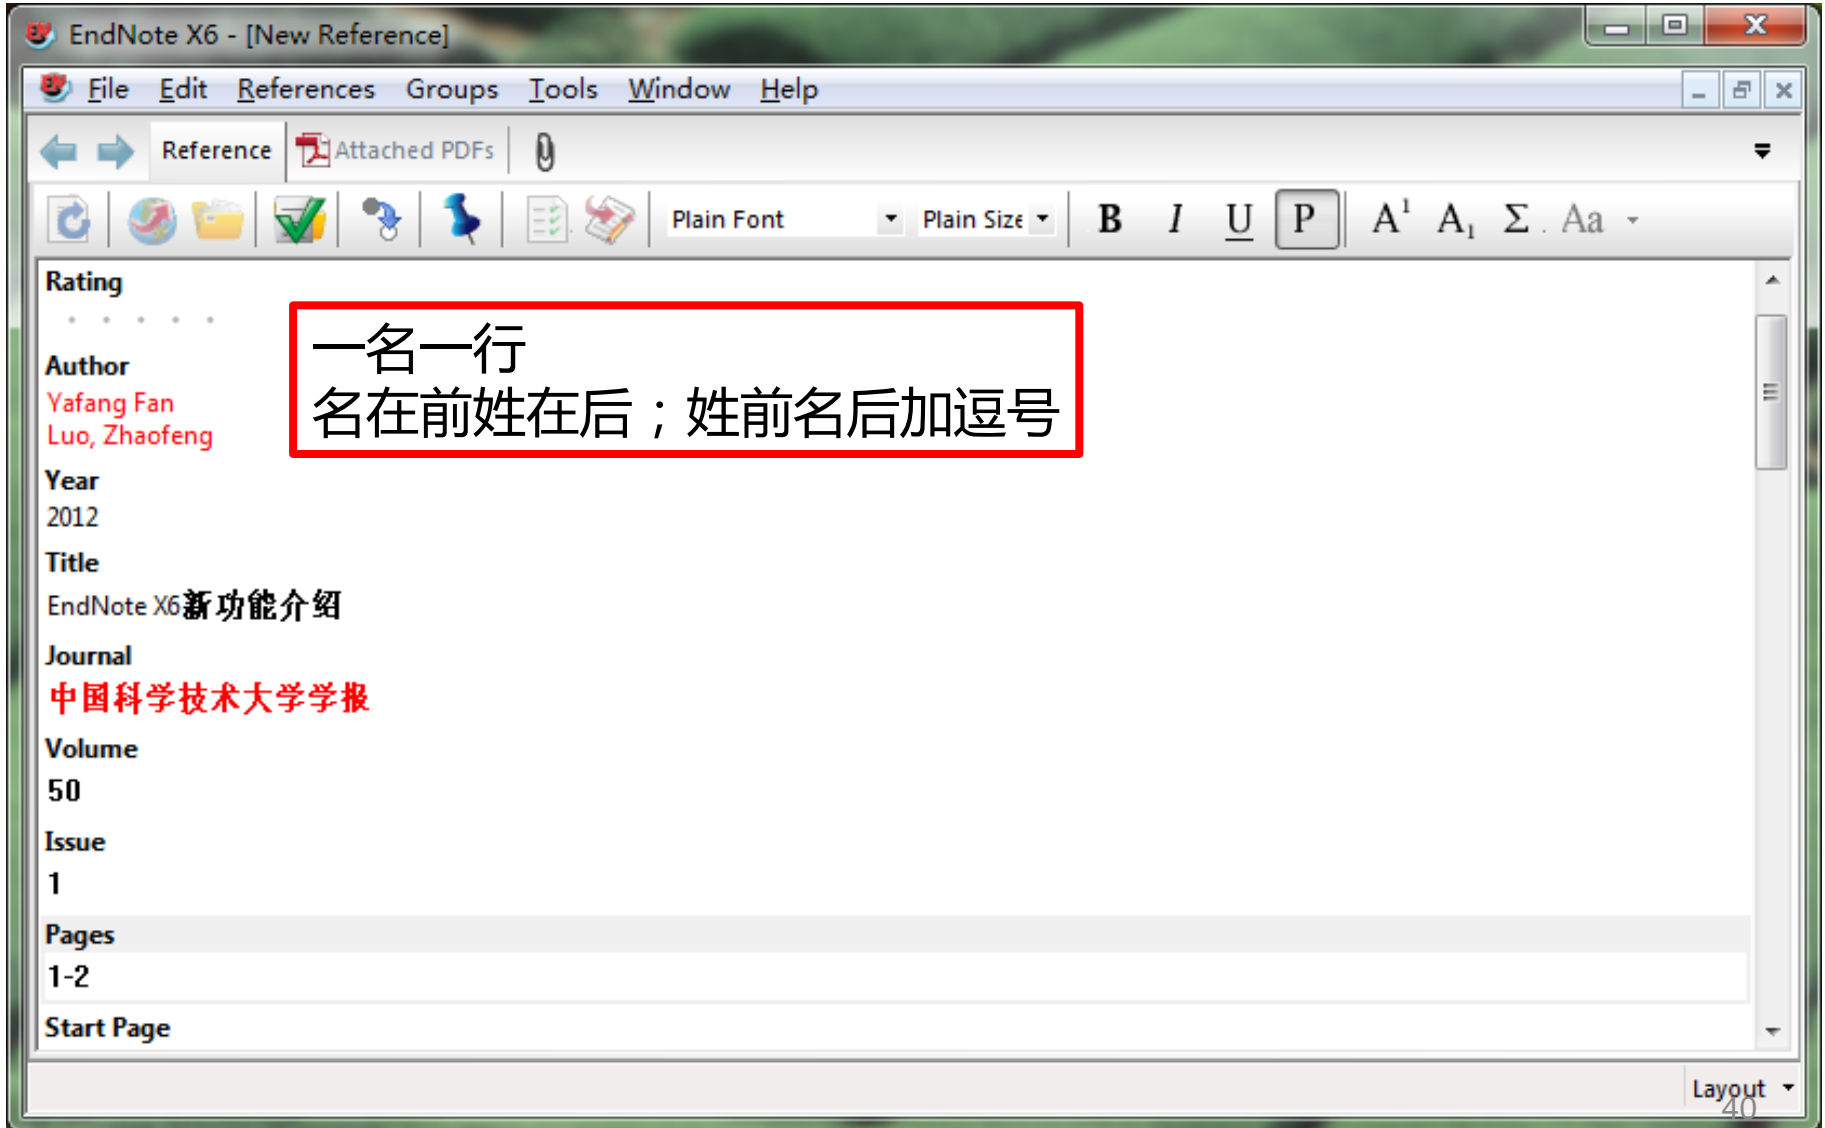 EndNote X6 - [New Reference]
File Edit References Groups Tools Window Help
Reference Attached PDFs
Plain Font Plain Size B I U P A1 A1 Σ Aa
Rating
一名一行
名在前姓在后；姓前名后加逗号
Author
Yafang Fan
Luo, Zhaofeng
Year
2012
Title
EndNote X6新功能介绍
Journal
中国科学技术大学学报
Volume
50
Issue
1
Pages
1-2
Start Page
Layout
40